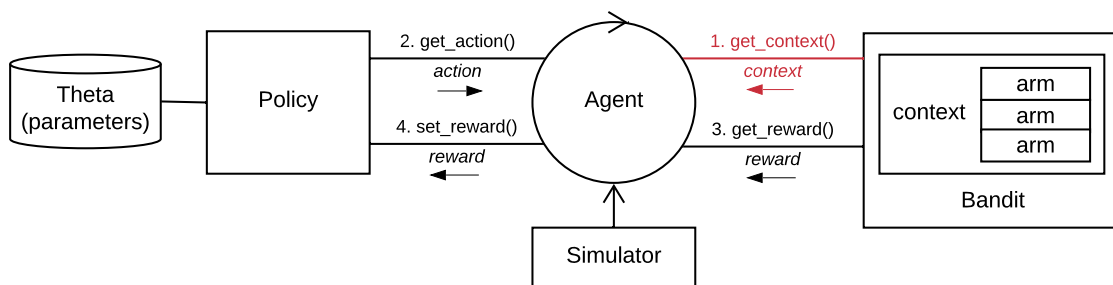 Theta
(parameters)
Policy
2. get_action()
action
4. set_reward()
reward
Agent
Simulator
1. get_context()
context
3. get_reward()
reward
context
arm
arm
arm
Bandit